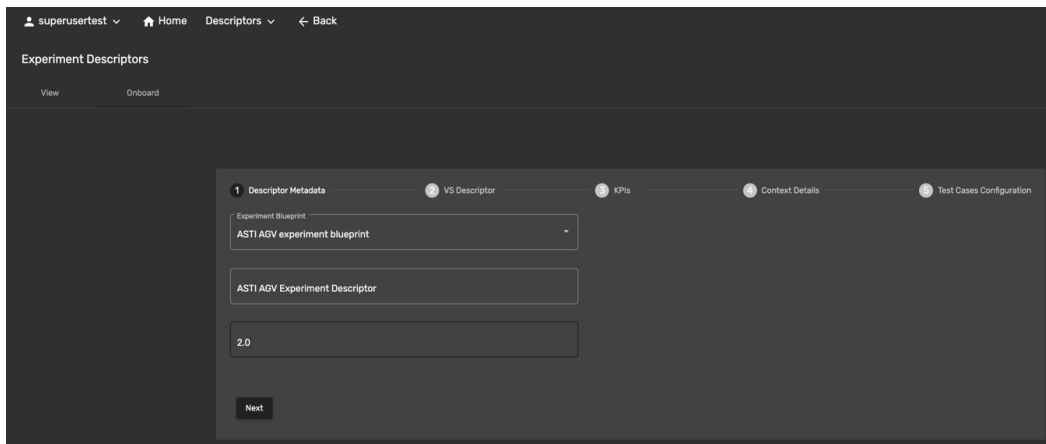 superusertest Home Descriptors Back
Experiment Descriptors
View Onboard
1 Descriptor Metadata 2 VS Descriptor 3 KPIs 4 Context Details 5 Test Cases Configuration
Experiment Blueprint
ASTI AGV experiment blueprint
ASTI AGV Experiment Descriptor
2.0
Next